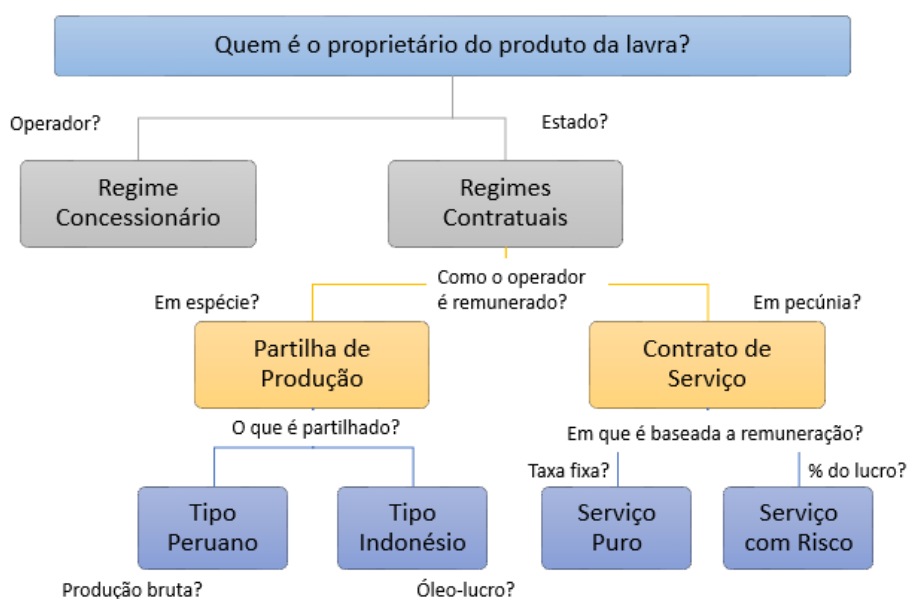 Quem é o proprietário do produto da lavra?
Operador?
Estado?
Regime
Concessionário
Regimes
Contratuais
Como o operador
é remunerado?
Em espécie?
Em pecúnia?
Partilha de
Produção
Contrato de
Serviço
O que é partilhado?
Em que é baseada a remuneração?
Taxa fixa?
% do lucro?
Tipo
Peruano
Tipo
Indonésio
Serviço
Puro
Serviço
com Risco
Produção bruta?
Óleo-lucro?